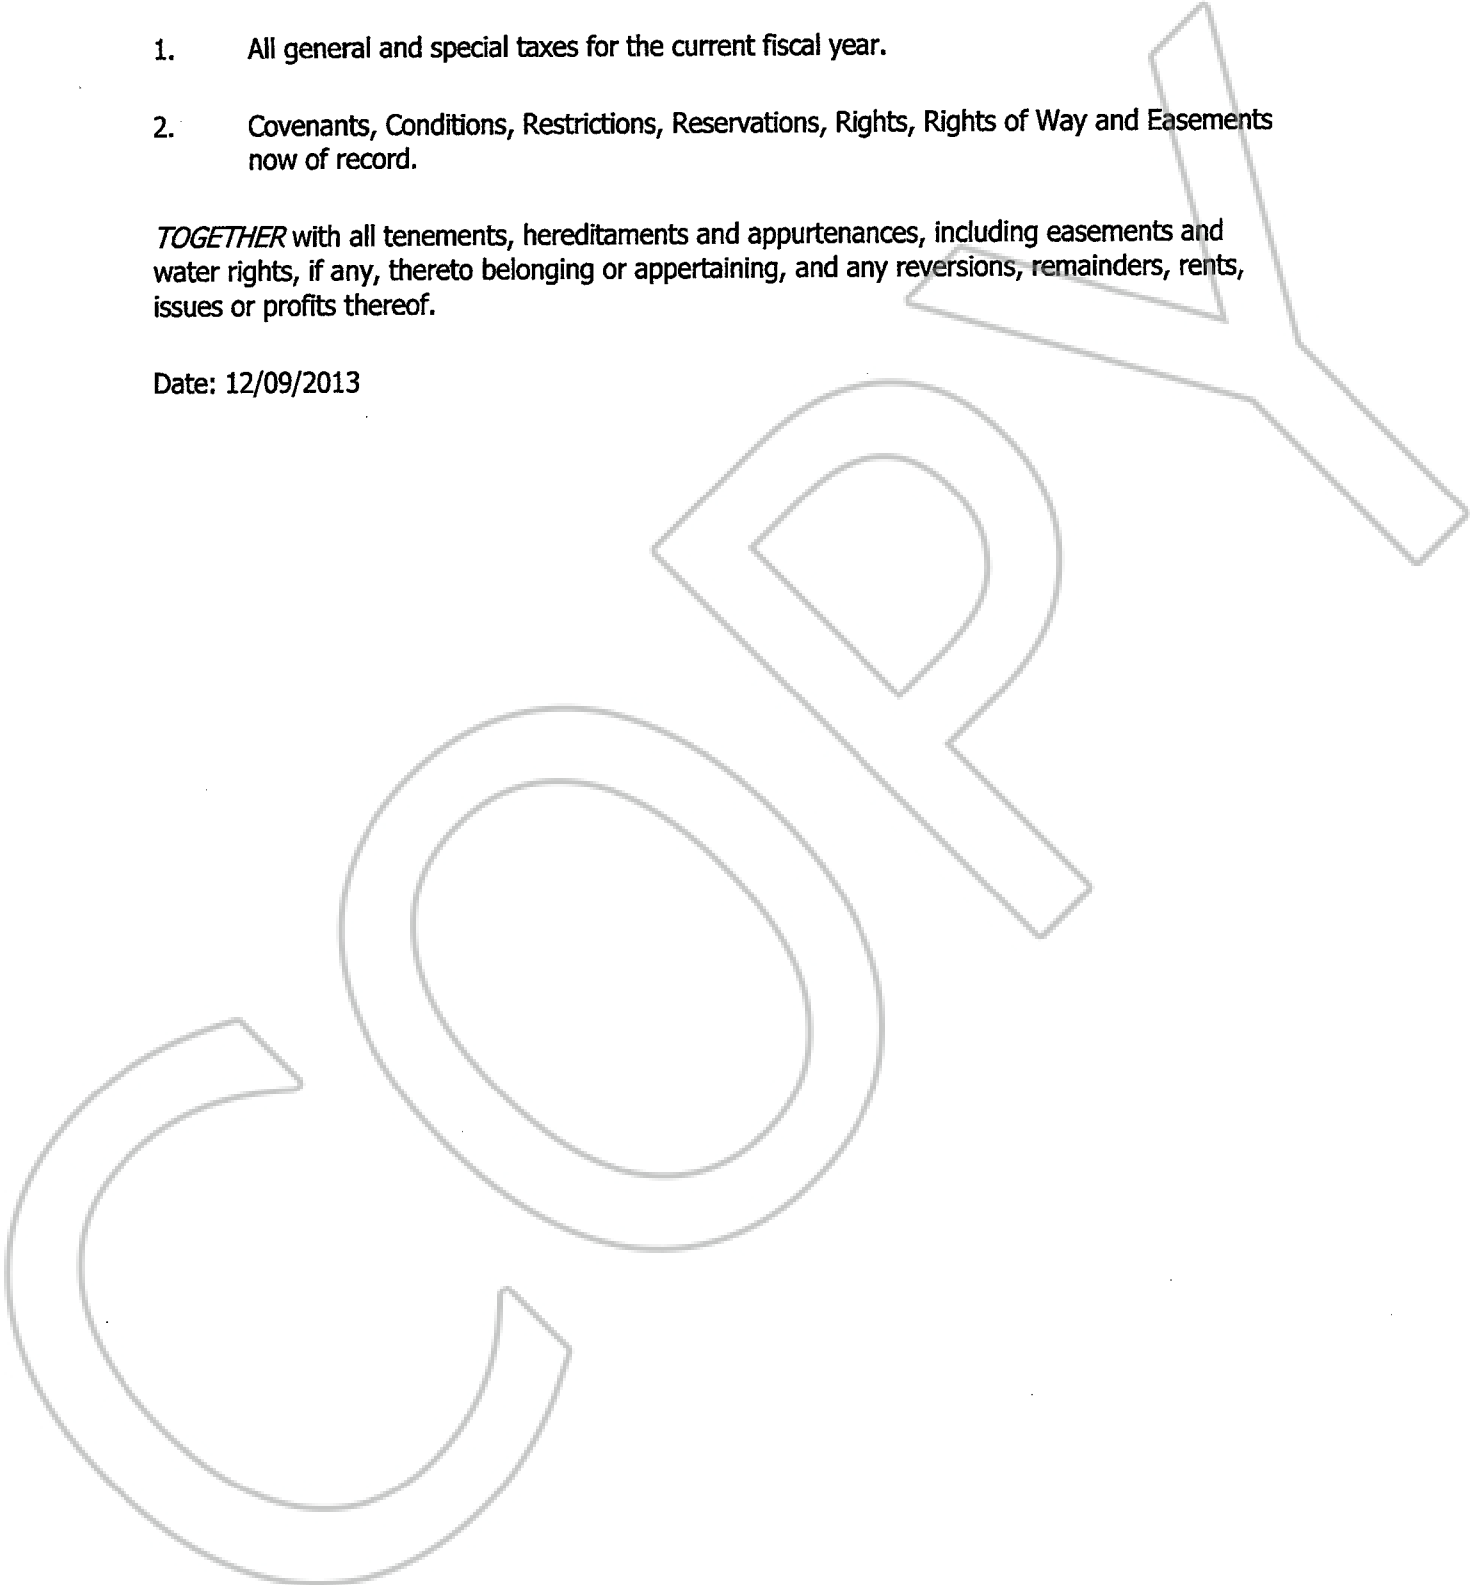 1. All general and special taxes for the current fiscal year.
2. Covenants, Conditions, Restrictions, Reservations, Rights, Rights of Way and Easements
now of record.
TOGETHER with all tenements, hereditaments and appurtenances, including easements and
water rights, if any, thereto belonging or appertaining, and any reversions, remainders, rents,
issues or profits thereof.
Date: 12/09/2013
COPY